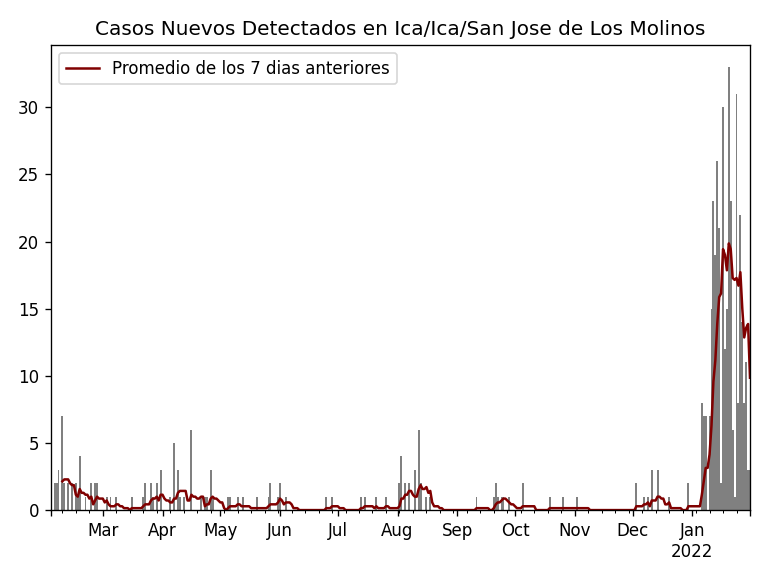 Casos Nuevos Detectados en Ica/Ica/San Jose de Los Molinos
Promedio de los 7 dias anteriores
30
25
20
15
10
5
0
Mar Apr May Jun Jul Aug Sep Oct Nov Dec Jan
2022